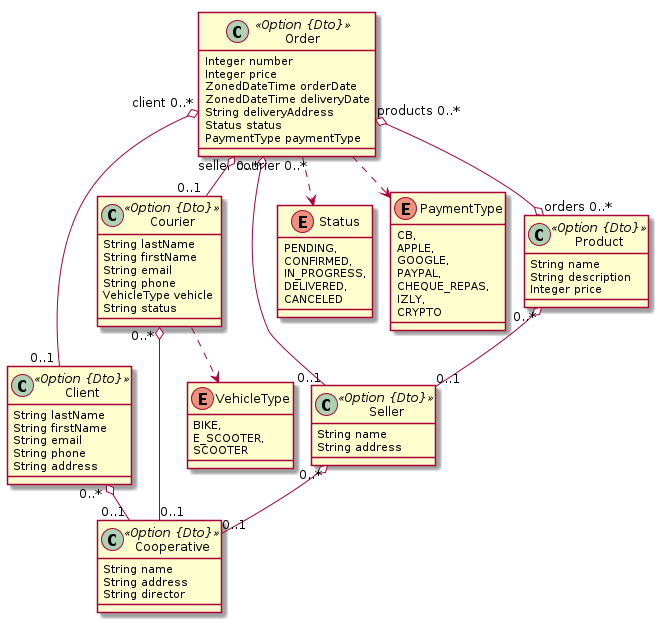 C «Option {Dto}»
Order
Integer number
Integer price
ZonedDateTime orderDate
ZonedDateTime deliveryDate
String deliveryAddress
Status status
PaymentType paymentType
client 0..*
products 0..*
seller 0..*
courier 0..*
0..1
C «Option {Dto}»
Courier
String lastName
String firstName
String email
String phone
VehicleType vehicle
String status
E Status
PENDING,
CONFIRMED,
IN_PROGRESS,
DELIVERED,
CANCELED
E PaymentType
CB,
APPLE,
GOOGLE,
PAYPAL,
CHEQUE_REPAS,
IZLY,
CRYPTO
orders 0..*
C «Option {Dto}»
Product
String name
String description
Integer price
0..*
0..*
0..1
0..1
0..1
C «Option {Dto}»
Client
String lastName
String firstName
String email
String phone
String address
E VehicleType
BIKE,
E_SCOOTER,
SCOOTER
C «Option {Dto}»
Seller
String name
String address
0..*
0..*
0..1
0..1
0..1
C «Option {Dto}»
Cooperative
String name
String address
String director